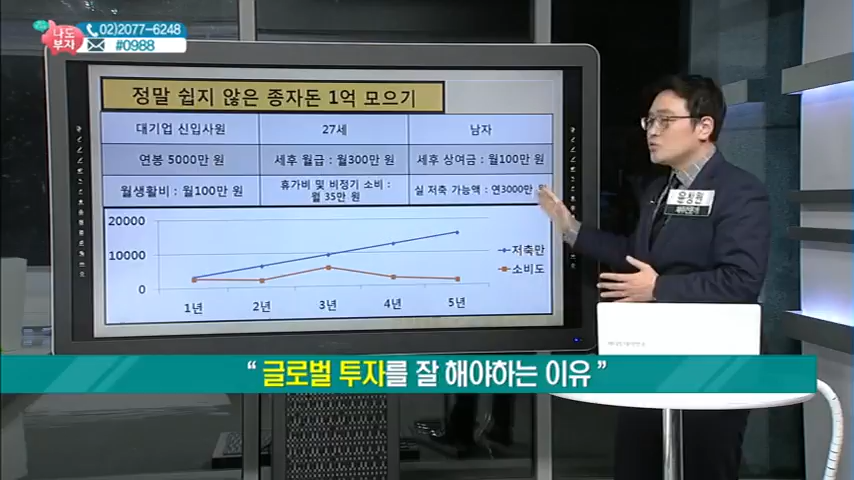 나도
부자
02)2077-6248
#0988
정말 쉽지 않은 종자돈 1억 모으기
대기업 신입사원
27세
남자
연봉 5000만 원
세후 월급 : 월300만 원
세후 상여금 : 월100만 원
월생활비 : 월100만 원
휴가비 및 비정기 소비 :
월 35만 원
실 저축 가능액 : 연3000만 원
20000
10000
0
저축만
소비도
1년
2년
3년
4년
5년
“ 글로벌 투자를 잘 해야하는 이유 ”